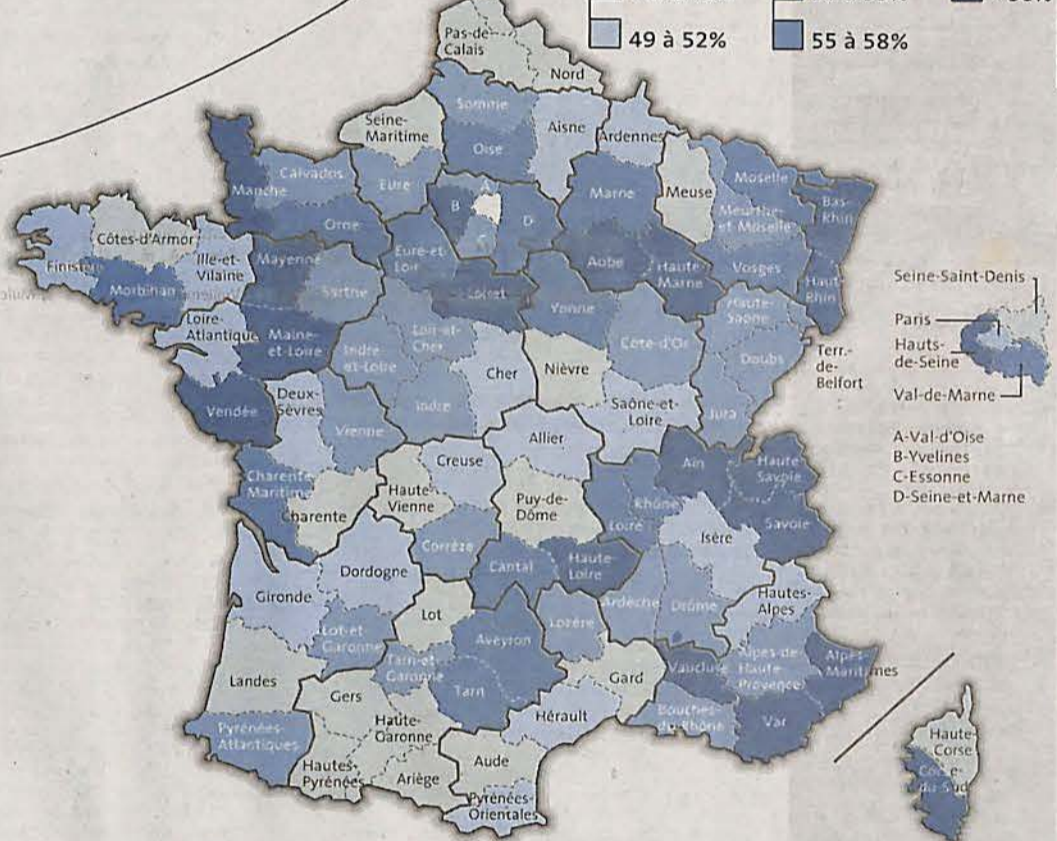 49 à 52%
55 à 58%
Pas-de-
Calais
Nord
Somme
Seine-
Maritime
Aisne
Ardennes
Oise
Calvados
Manche
Eure
A
B
D
Marne
Meuse
Moselle
Meurthe-
et-Moselle
Bas-
Rhin
Orne
Côtes-d'Armor
Finistère
Ille-et-
Vilaine
Morbihan
Mayenne
Sarthe
Eure-et-
Loir
Loiret
Aube
Haute-
Marne
Vosges
Haut-
Rhin
Yonne
Haute-
Saône
Loire-
Atlantique
Maine-
et-Loire
Indre-
et-Loire
Loir-et-
Cher
Cher
Nièvre
Côte-d'Or
Doubs
Terr.-
de-
Belfort
Vendée
Deux-
Sèvres
Vienne
Indre
Saône-et-
Loire
Jura
Allier
Creuse
Haute-
Vienne
Puy-de-
Dôme
Ain
Haute
Savoie
Charente
Maritime
Charente
Loire
Rhône
Isère
Savoie
Corrèze
Cantal
Haute-
Loire
Dordogne
Gironde
Lot
Lot-et-
Garonne
Aveyron
Lozère
Ardèche
Drôme
Hautes-
Alpes
Tarn-et-
Garonne
Tarn
Landes
Gers
Haute-
Garonne
Gard
Vaucluse
Alpes-de-
Haute
Provence
Alpes-
Maritimes
Hérault
Bouches-
du-Rhône
Var
Pyrénées-
Atlantiques
Hautes-
Pyrénées
Ariège
Aude
Pyrénées-
Orientales
Haute-
Corse
Corse-
du-Sud
Seine-Saint-Denis
Paris
Hauts-
de-Seine
Val-de-Marne
A-Val-d'Oise
B-Yvelines
C-Essonne
D-Seine-et-Marne